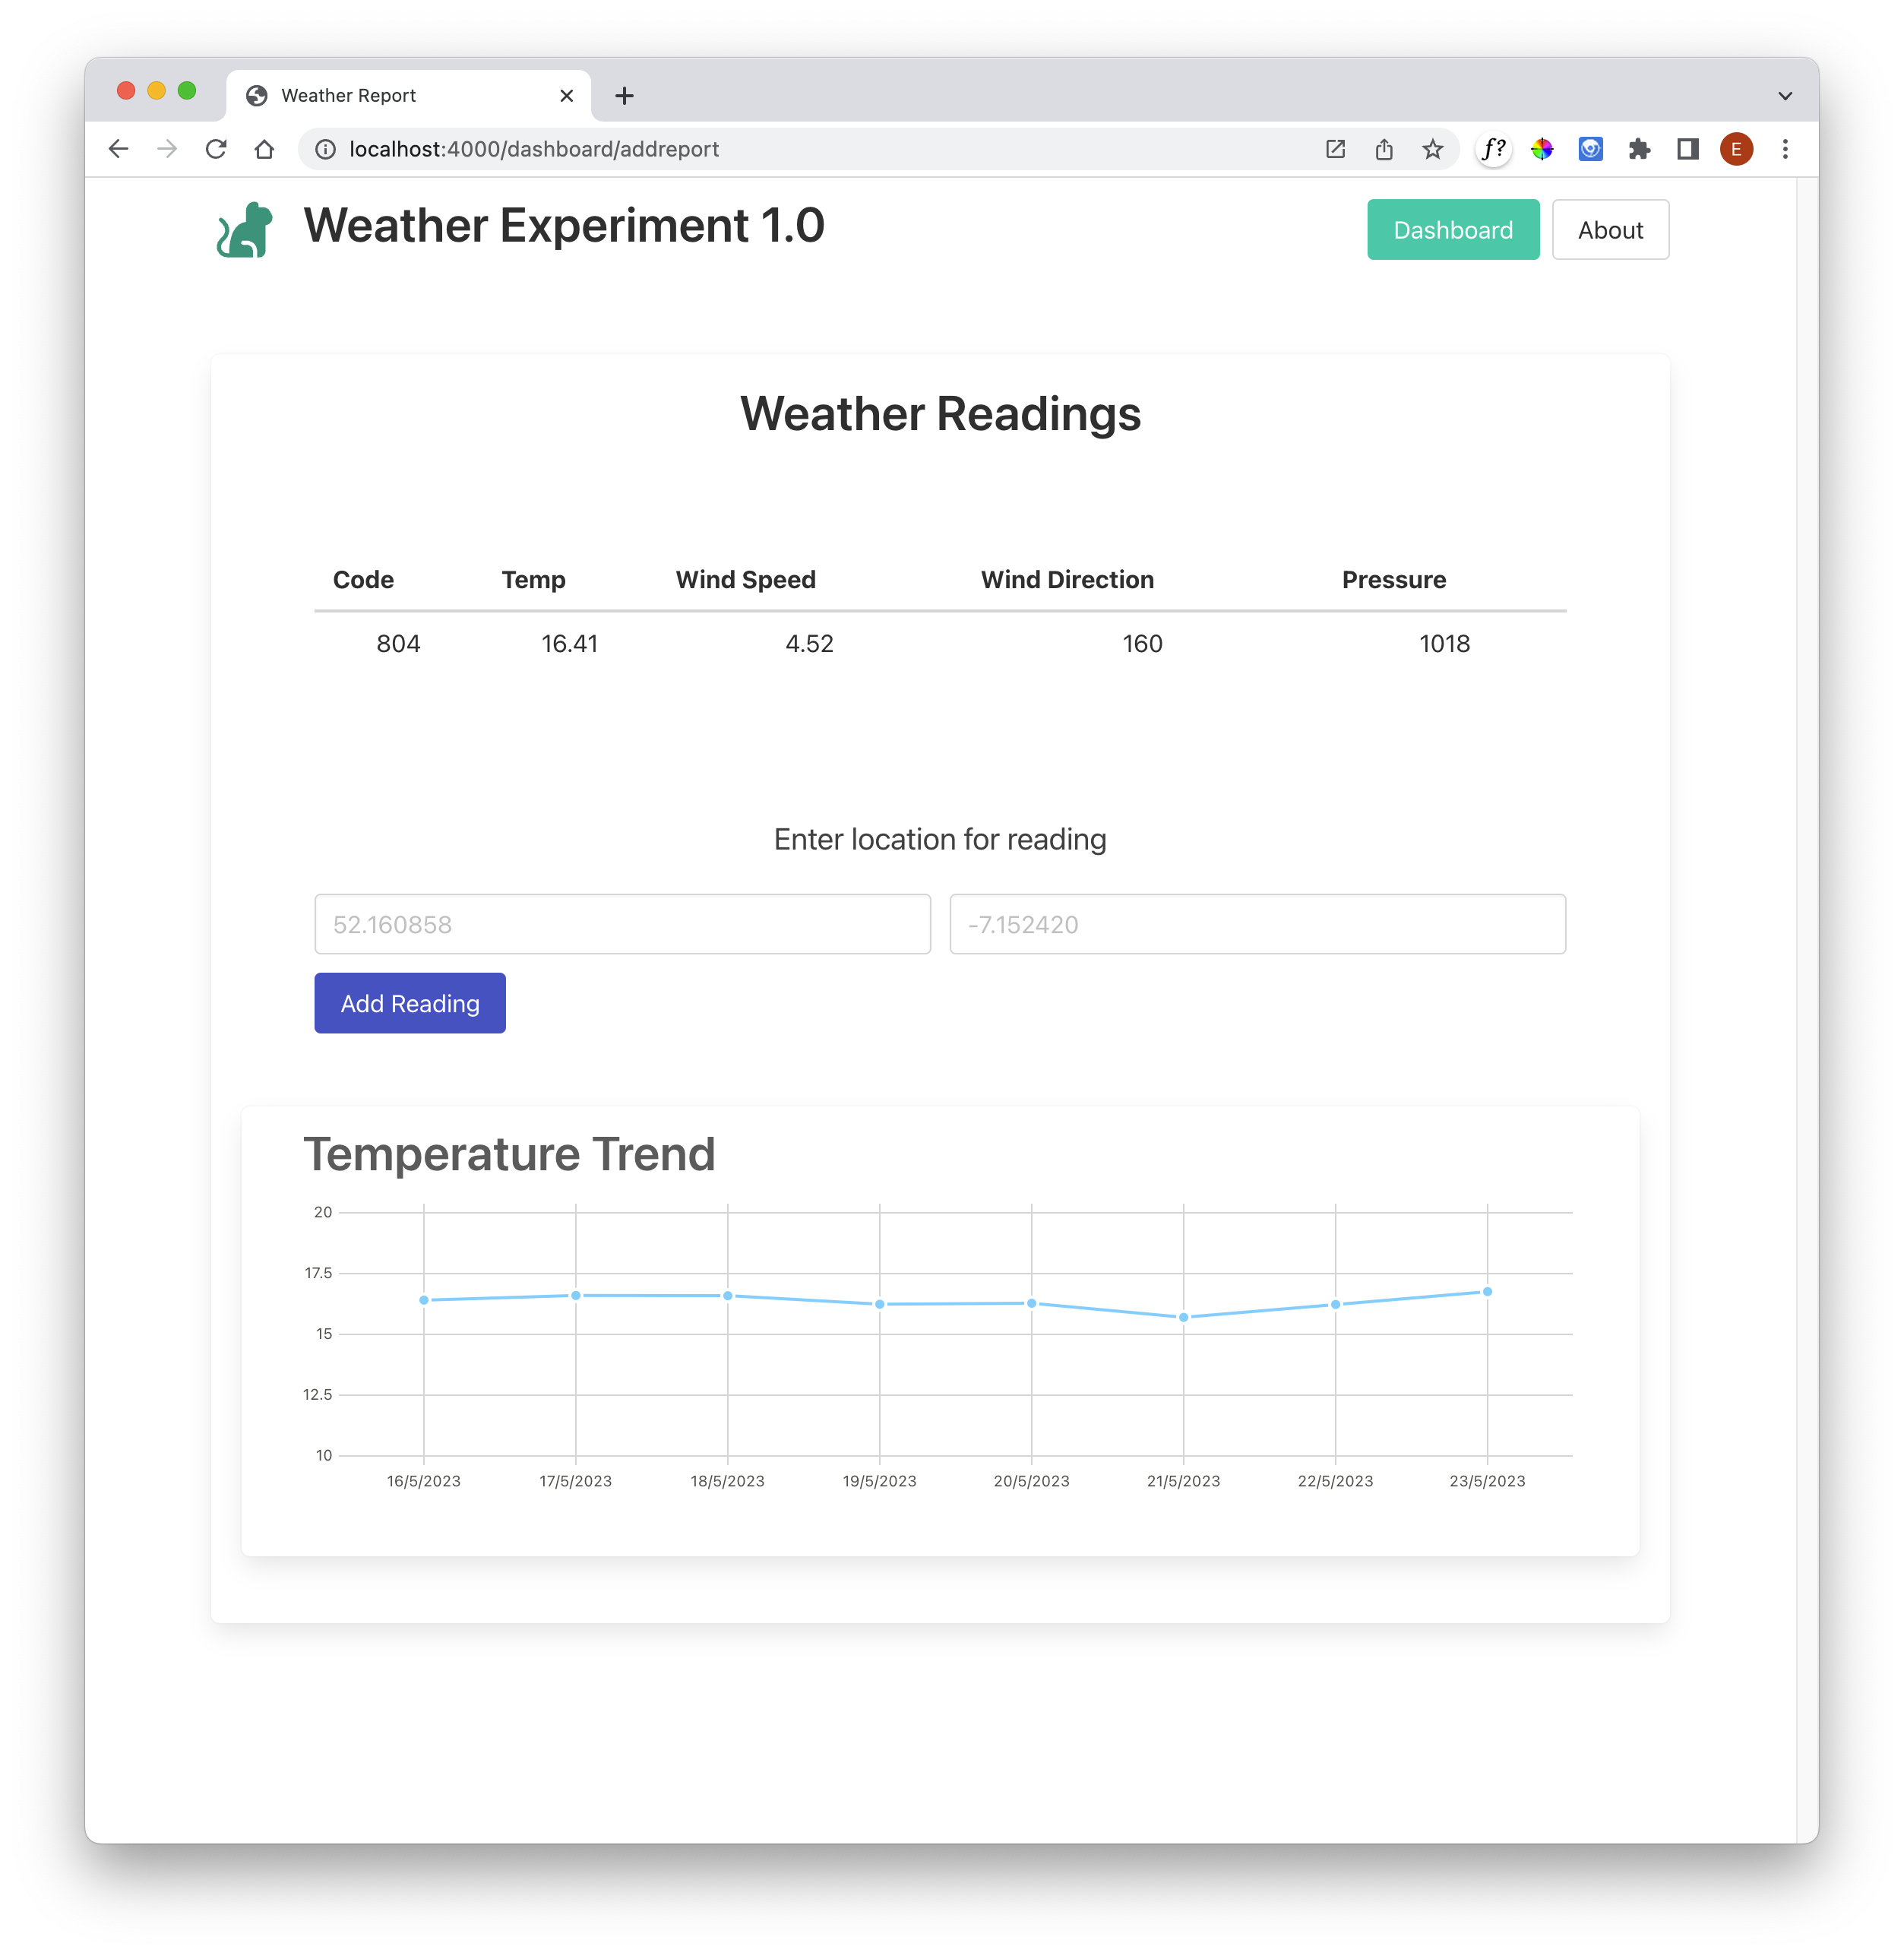 Weather Report
localhost:4000/dashboard/addreport
f?
E
Weather Experiment 1.0
Dashboard
About
Weather Readings
Code Temp Wind Speed Wind Direction Pressure
804 16.41 4.52 160 1018
Enter location for reading
52.160858 -7.152420
Add Reading
Temperature Trend
20
17.5
15
12.5
10
16/5/2023 17/5/2023 18/5/2023 19/5/2023 20/5/2023 21/5/2023 22/5/2023 23/5/2023